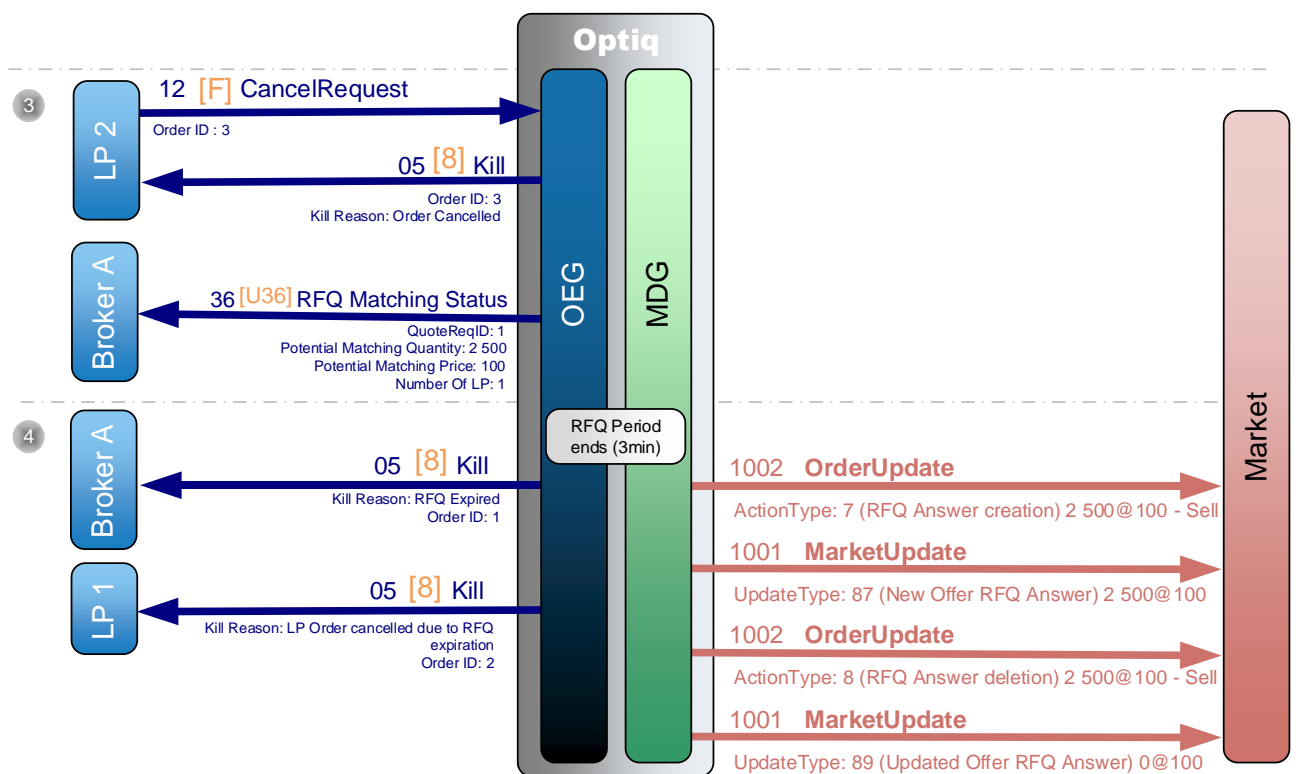 Optiq
3
LP 2
12 [F] CancelRequest
Order ID : 3
05 [8] Kill
Order ID: 3
Kill Reason: Order Cancelled
Broker A
36 [U36] RFQ Matching Status
QuoteReqID: 1
Potential Matching Quantity: 2 500
Potential Matching Price: 100
Number Of LP: 1
OEG
MDG
Market
4
RFQ Period
ends (3min)
Broker A
05 [8] Kill
Kill Reason: RFQ Expired
Order ID: 1
LP 1
05 [8] Kill
Kill Reason: LP Order cancelled due to RFQ
expiration
Order ID: 2
1002 OrderUpdate
ActionType: 7 (RFQ Answer creation) 2 500@100 - Sell
1001 MarketUpdate
UpdateType: 87 (New Offer RFQ Answer) 2 500@100
1002 OrderUpdate
ActionType: 8 (RFQ Answer deletion) 2 500@100 - Sell
1001 MarketUpdate
UpdateType: 89 (Updated Offer RFQ Answer) 0@100